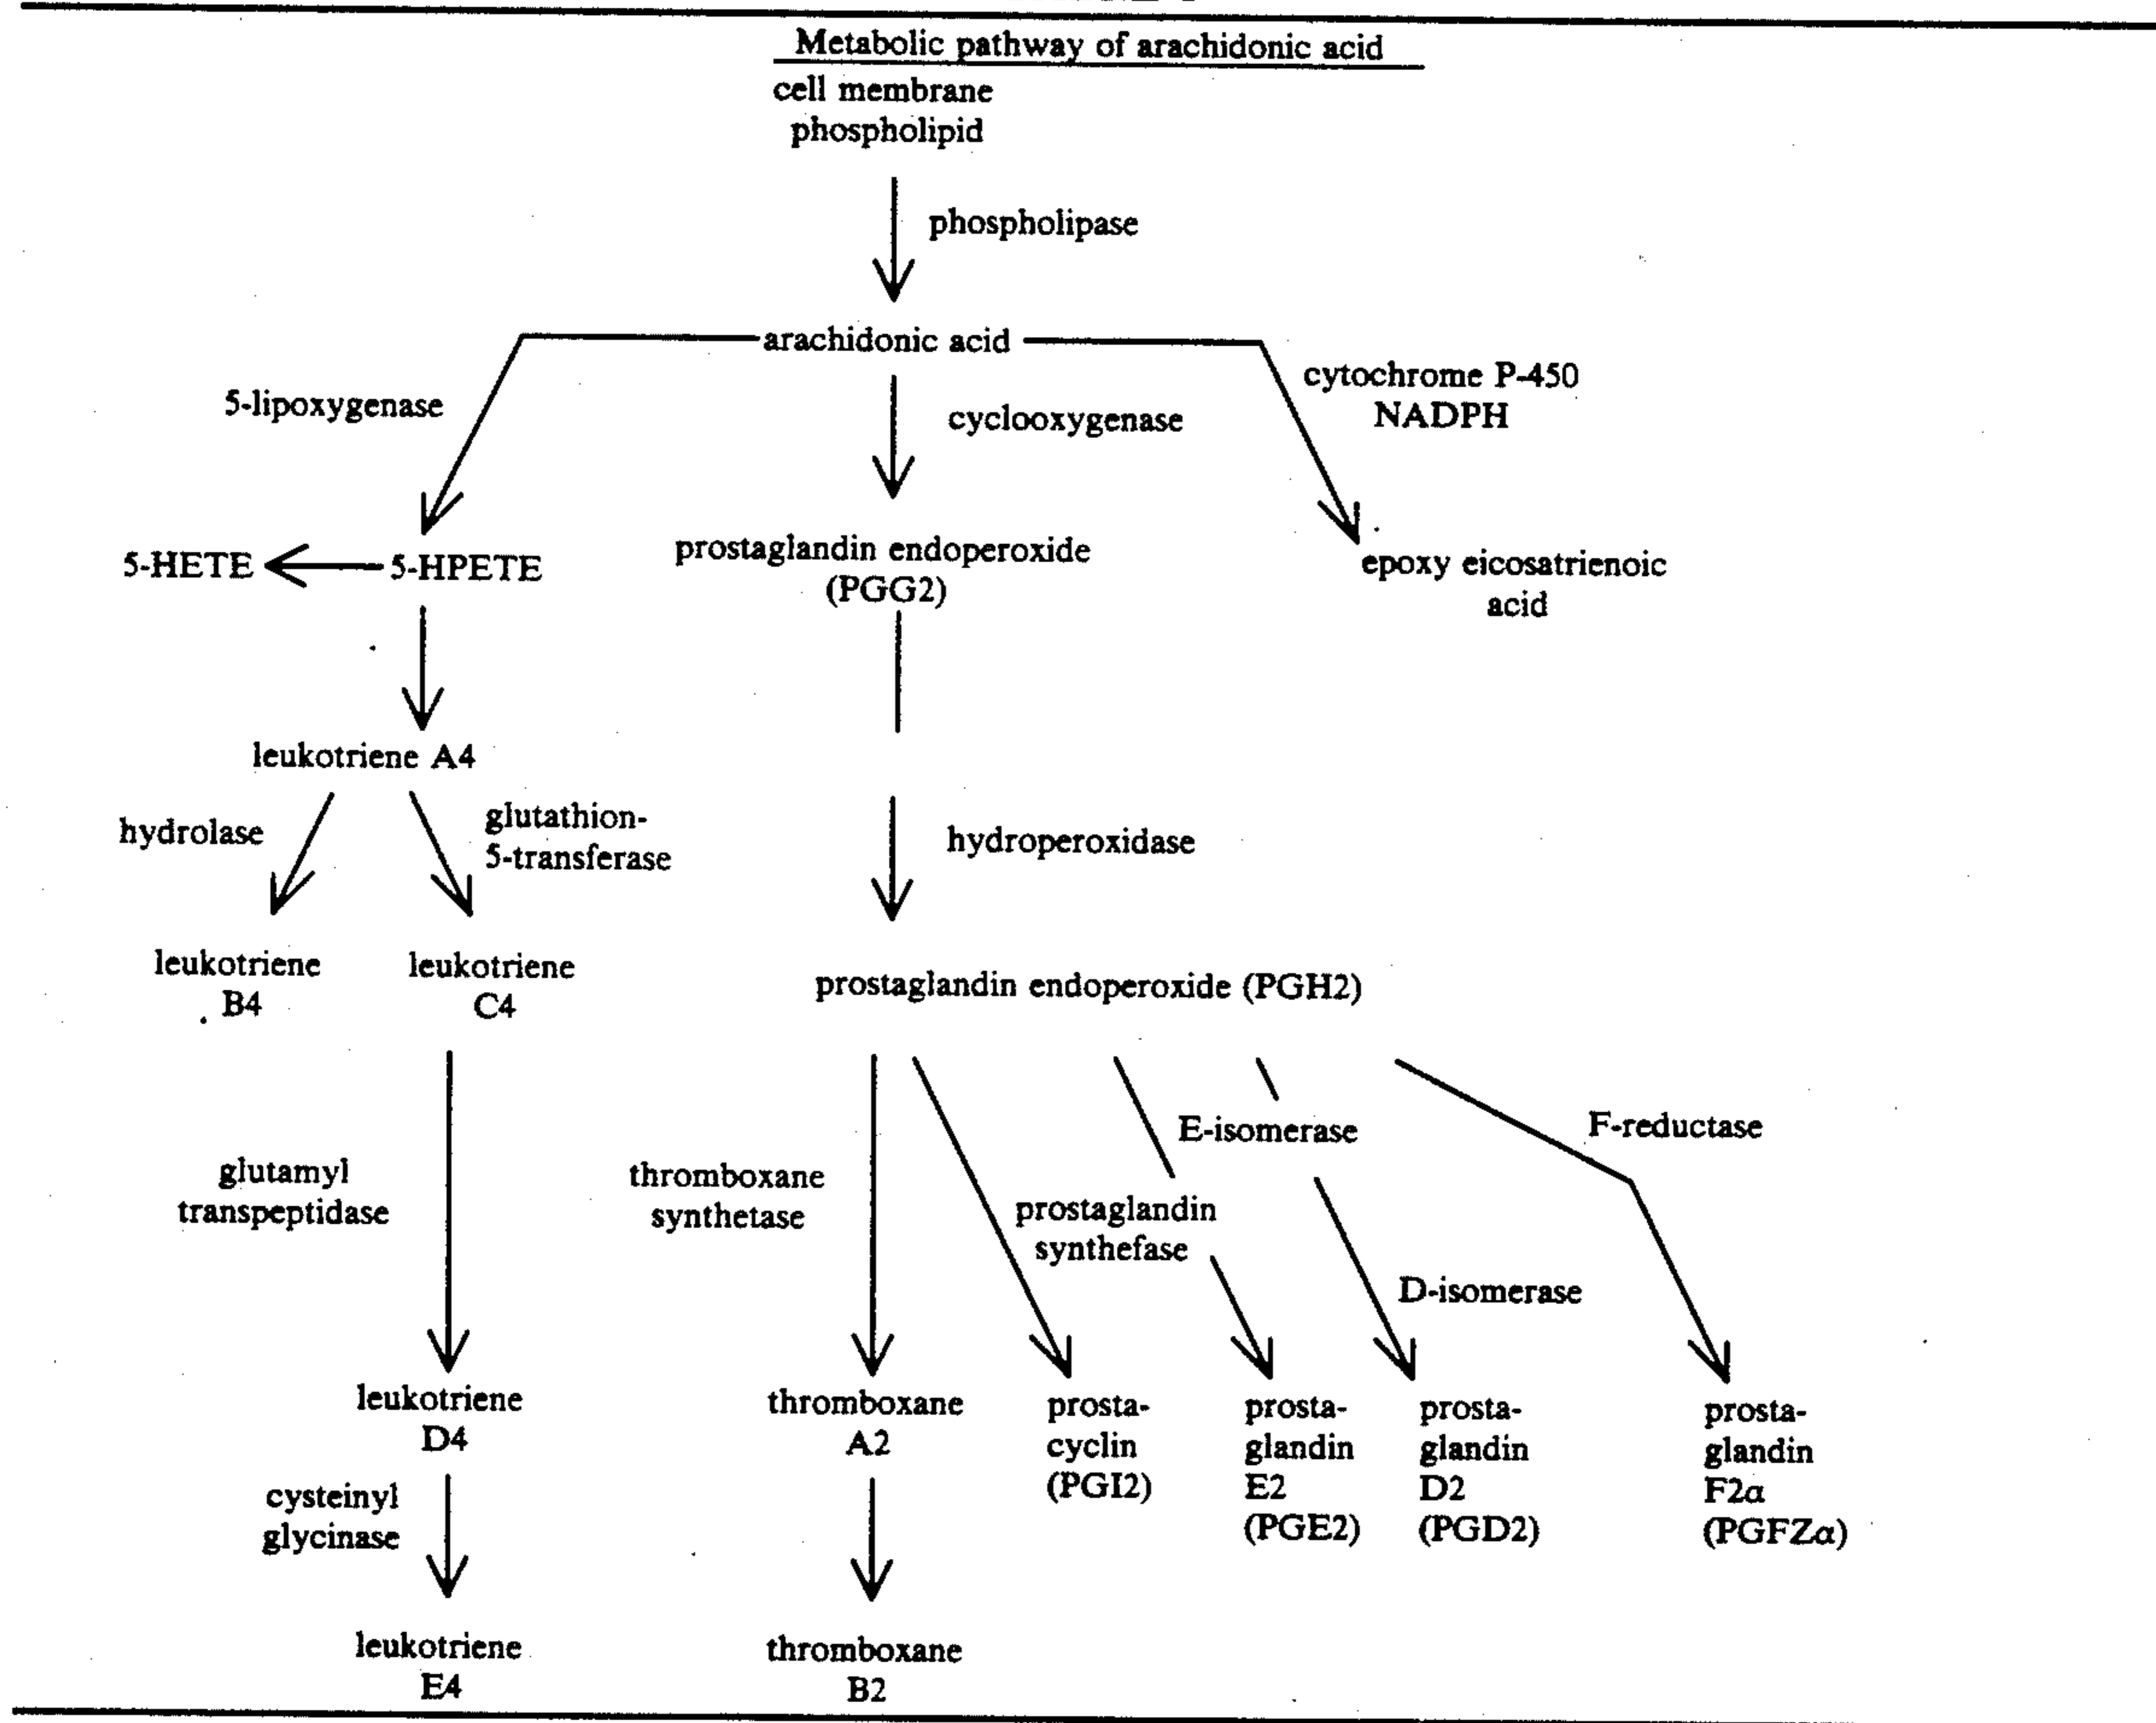 Metabolic pathway of arachidonic acid
cell membrane
phospholipid
phospholipase
arachidonic acid
5-lipoxygenase
cyclooxygenase
cytochrome P-450
NADPH
5-HETE
5-HPETE
prostaglandin endoperoxide
(PGG2)
epoxy eicosatrienoic
acid
leukotriene A4
hydrolase
glutathion-
5-transferase
hydroperoxidase
leukotriene
B4
leukotriene
C4
prostaglandin endoperoxide (PGH2)
glutamyl
transpeptidase
thromboxane
synthetase
prostaglandin
synthefase
E-isomerase
D-isomerase
F-reductase
leukotriene
D4
thromboxane
A2
prosta-
cyclin
(PGI2)
prosta-
glandin
E2
(PGE2)
prosta-
glandin
D2
(PGD2)
prosta-
glandin
F2α
(PGFZα)
cysteinyl
glycinase
leukotriene
E4
thromboxane
B2